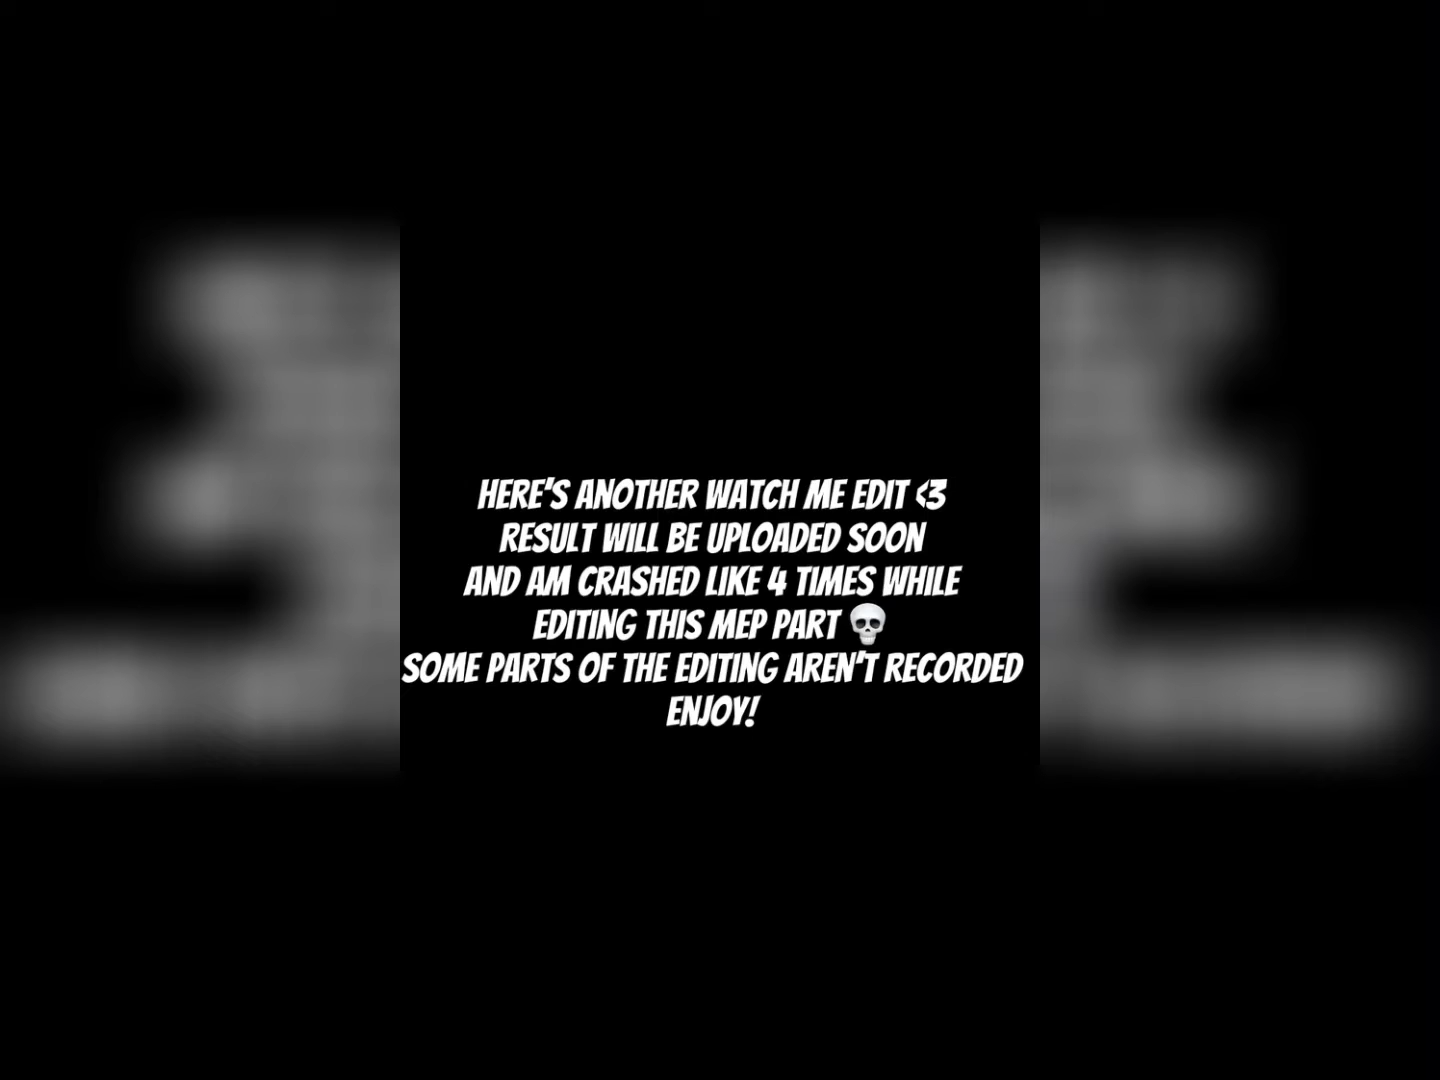 HERE'S ANOTHER WATCH ME EDIT <3
RESULT WILL BE UPLOADED SOON
AND AM CRASHED LIKE 4 TIMES WHILE
EDITING THIS MEP PART 💀
SOME PARTS OF THE EDITING AREN'T RECORDED
ENJOY!